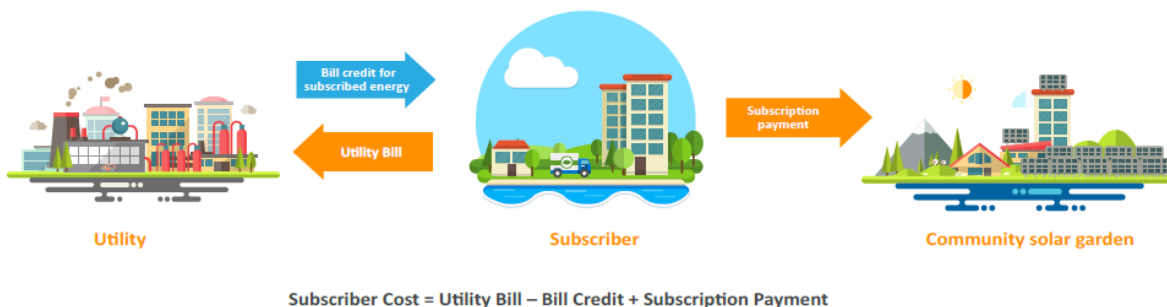 Bill credit for
subscribed energy
Utility Bill
Subscription
payment
Utility
Subscriber
Community solar garden
Subscriber Cost = Utility Bill – Bill Credit + Subscription Payment